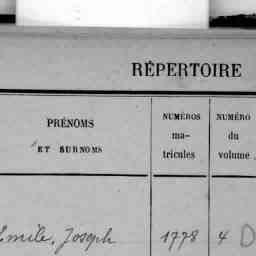 RÉPERTOIRE
PRÉNOMS
ET SURNOMS
NUMÉROS
ma-
tricules
NUMÉRO
du
volume
Emile, Joseph 1778 4 D